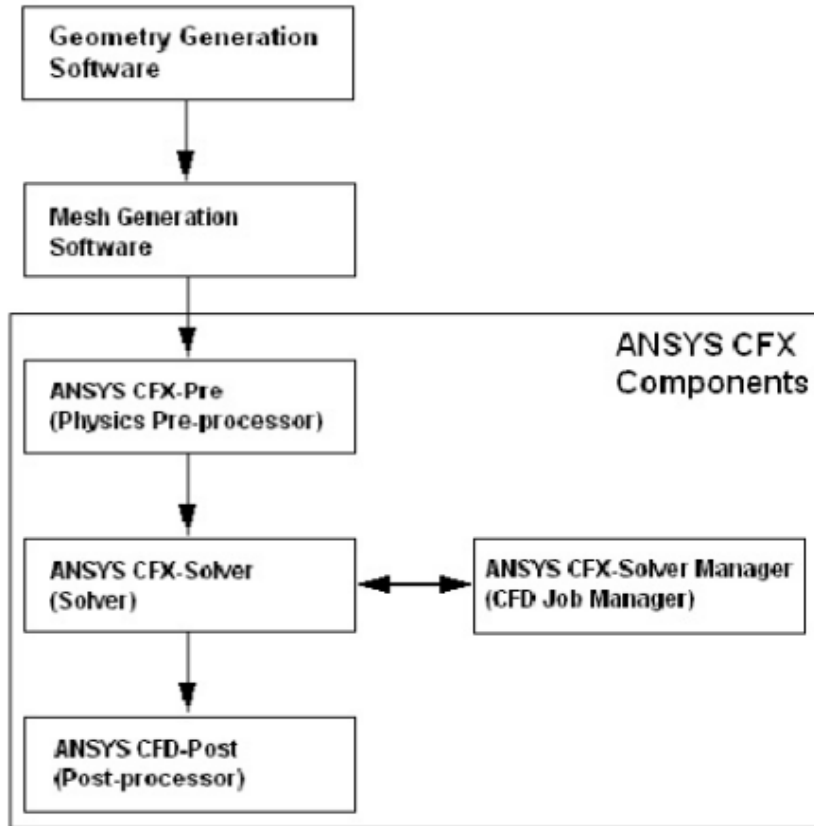 Geometry Generation
Software
Mesh Generation
Software
ANSYS CFX
Components
ANSYS CFX-Pre
(Physics Pre-processor)
ANSYS CFX-Solver
(Solver)
ANSYS CFX-Solver Manager
(CFD Job Manager)
ANSYS CFD-Post
(Post-processor)